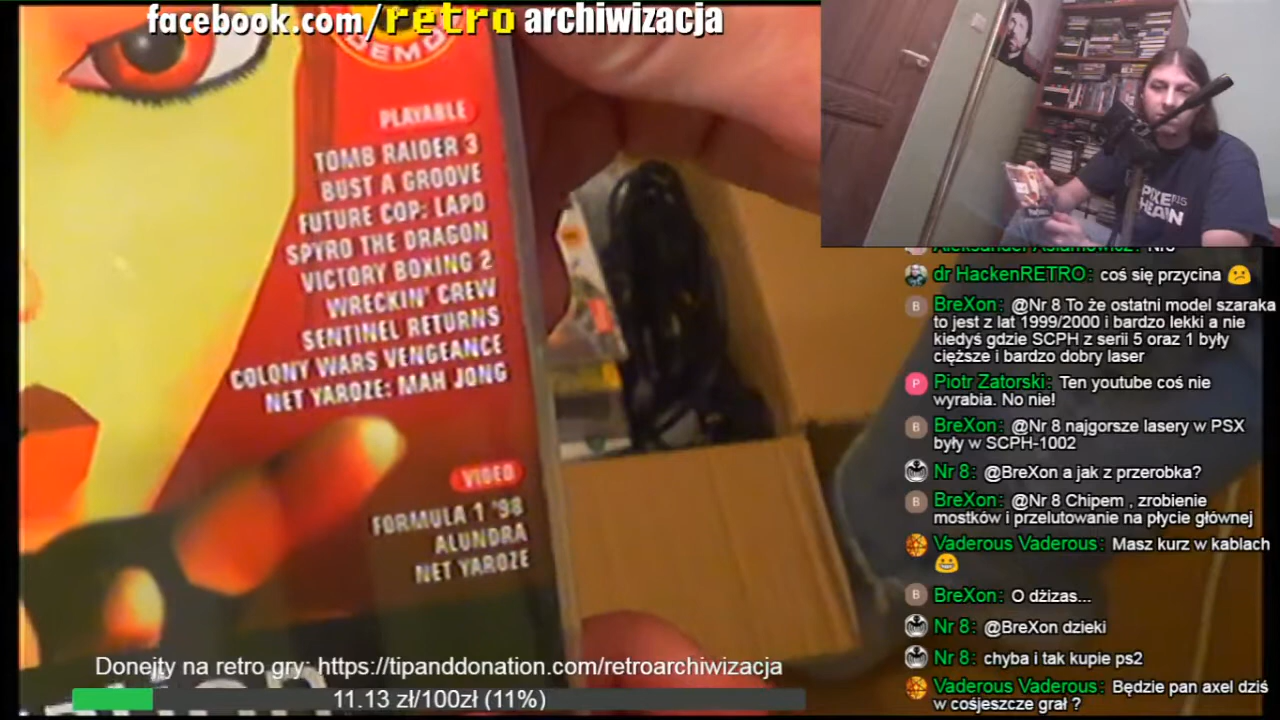 facebook.com/retro archiwizacja
DEMO
PLAYABLE
TOMB RAIDER 3
BUST A GROOVE
FUTURE COP: LAPD
SPYRO THE DRAGON
VICTORY BOXING 2
WRECKIN' CREW
SENTINEL RETURNS
COLONY WARS VENGEANCE
NET YAROZE: MAH JONG
VIDEO
FORMULA 1 '98
ALUNDRA
NET YAROZE
dr HackenRETRO: coś się przycina
BreXon: @Nr 8 To że ostatni model szaraka
to jest z lat 1999/2000 i bardzo lekki a nie
kiedyś gdzie SCPH z serii 5 oraz 1 były
cięższe i bardzo dobry laser
Piotr Zatorski: Ten youtube coś nie
wyrabia. No nie!
BreXon: @Nr 8 najgorsze lasery w PSX
były w SCPH-1002
Nr 8: @BreXon a jak z przerobka?
BreXon: @Nr 8 Chipem , zrobienie
mostków i przelutowanie na płycie głównej
Vaderous Vaderous: Masz kurz w kablach
BreXon: O dżizas...
Nr 8: @BreXon dzieki
Nr 8: chyba i tak kupie ps2
Vaderous Vaderous: Będzie pan axel dziś
w cosjeszcze grał ?
Donejty na retro gry: https://tipanddonation.com/retroarchiwizacja
11.13 zł/100zł (11%)